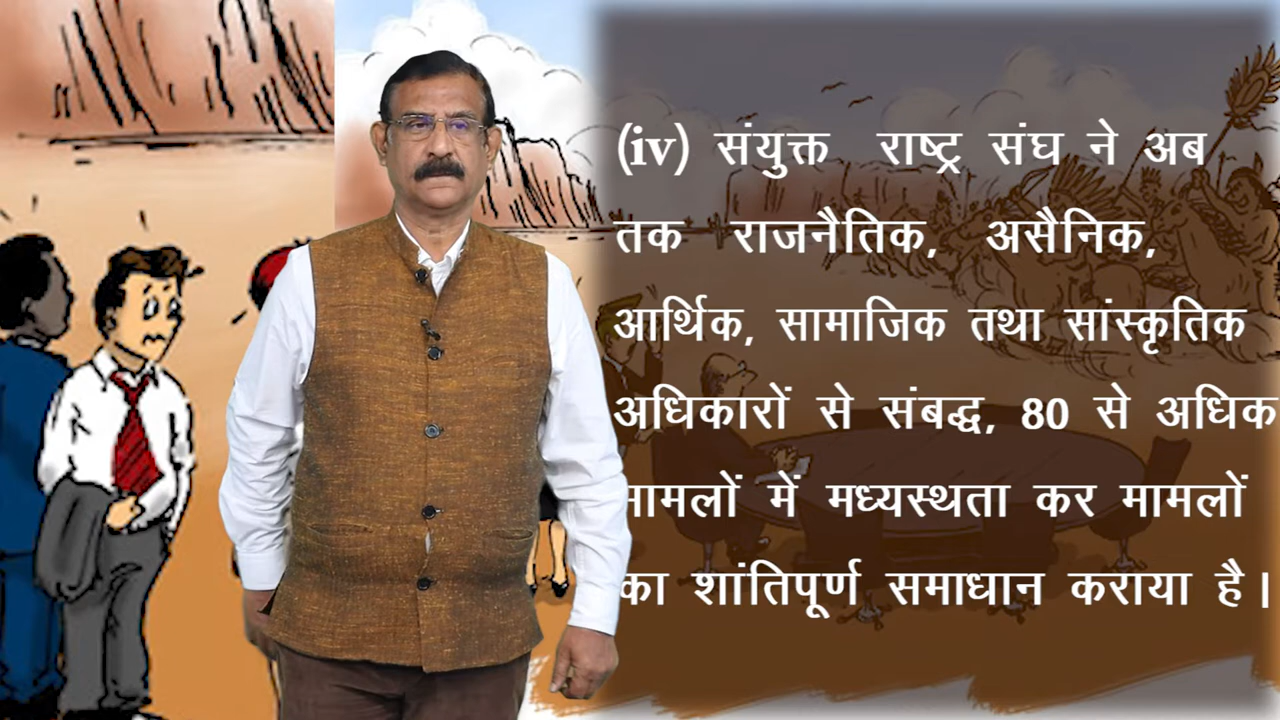 (iv) संयुक्त राष्ट्र संघ ने अब
तक राजनैतिक, असैनिक,
आर्थिक, सामाजिक तथा सांस्कृतिक
अधिकारों से संबद्ध, 80 से अधिक
मामलों में मध्यस्थता कर मामलों
का शांतिपूर्ण समाधान कराया है।